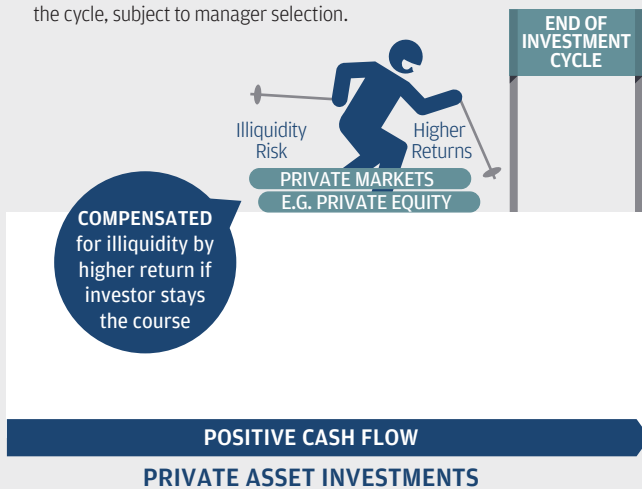 the cycle, subject to manager selection.
END OF
INVESTMENT
CYCLE
Illiquidity
Risk
Higher
Returns
PRIVATE MARKETS
E.G. PRIVATE EQUITY
COMPENSATED
for illiquidity by
higher return if
investor stays
the course
POSITIVE CASH FLOW
PRIVATE ASSET INVESTMENTS